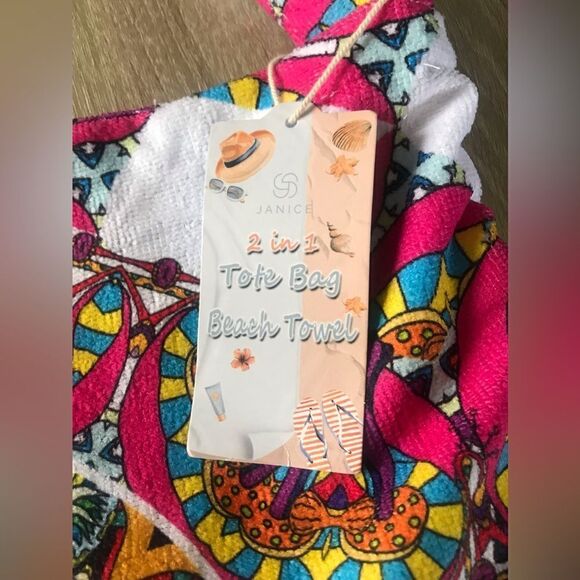 JANICE
2 in 1
Tote Bag
Beach Towel